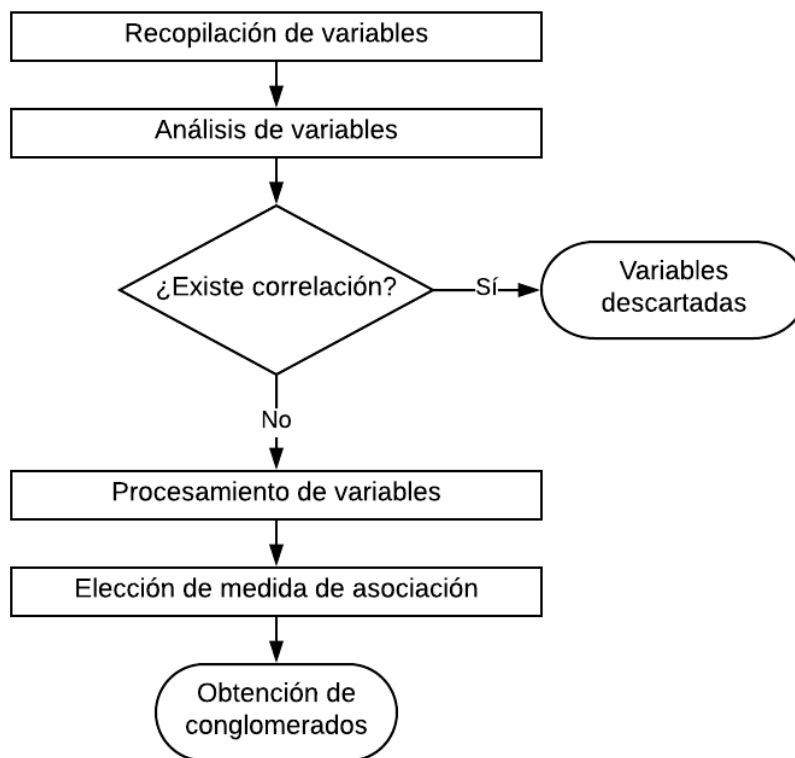 Recopilación de variables
Análisis de variables
¿Existe correlación?
Sí
Variables
descartadas
No
Procesamiento de variables
Elección de medida de asociación
Obtención de
conglomerados